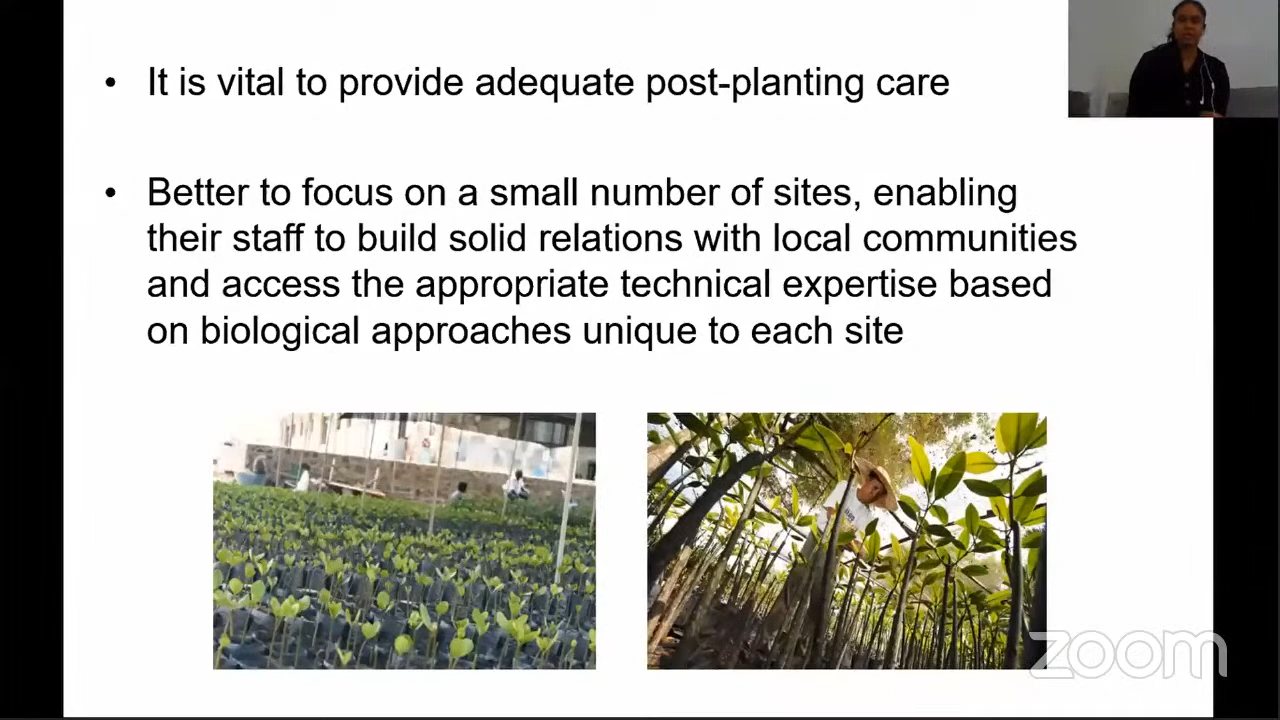 • It is vital to provide adequate post-planting care
• Better to focus on a small number of sites, enabling
their staff to build solid relations with local communities
and access the appropriate technical expertise based
on biological approaches unique to each site
zoom